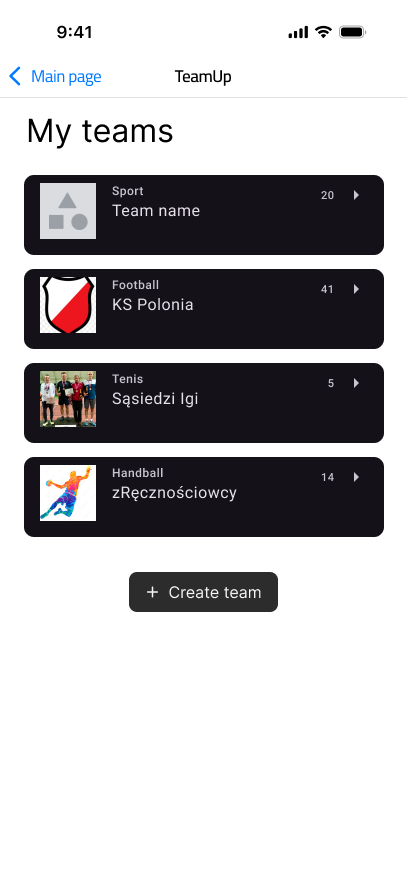 9:41
Main page
TeamUp
My teams
Sport
20
Team name
Football
41
KS Polonia
Tenis
5
Sąsiedzi Igi
Handball
14
zRęcznościowcy
+ Create team